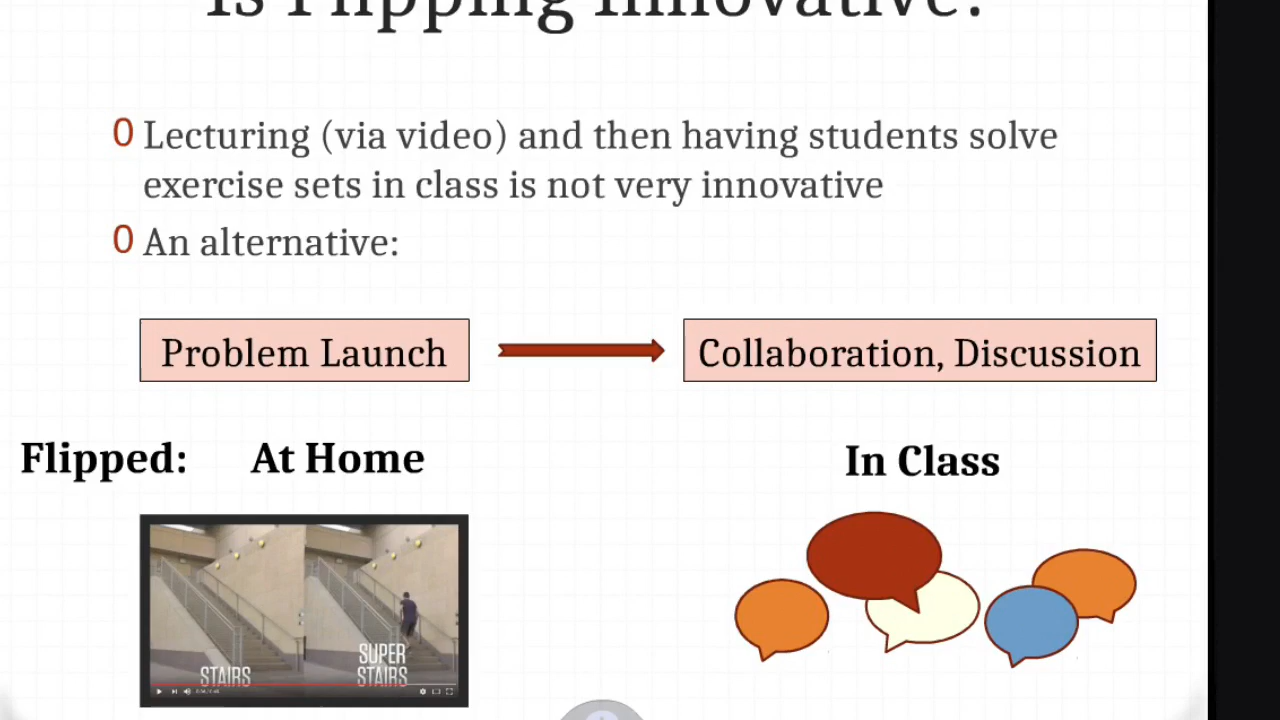 Is Flipping Innovative?
0 Lecturing (via video) and then having students solve
exercise sets in class is not very innovative
0 An alternative:
Problem Launch
Collaboration, Discussion
Flipped: At Home
In Class
STAIRS
SUPER
STAIRS